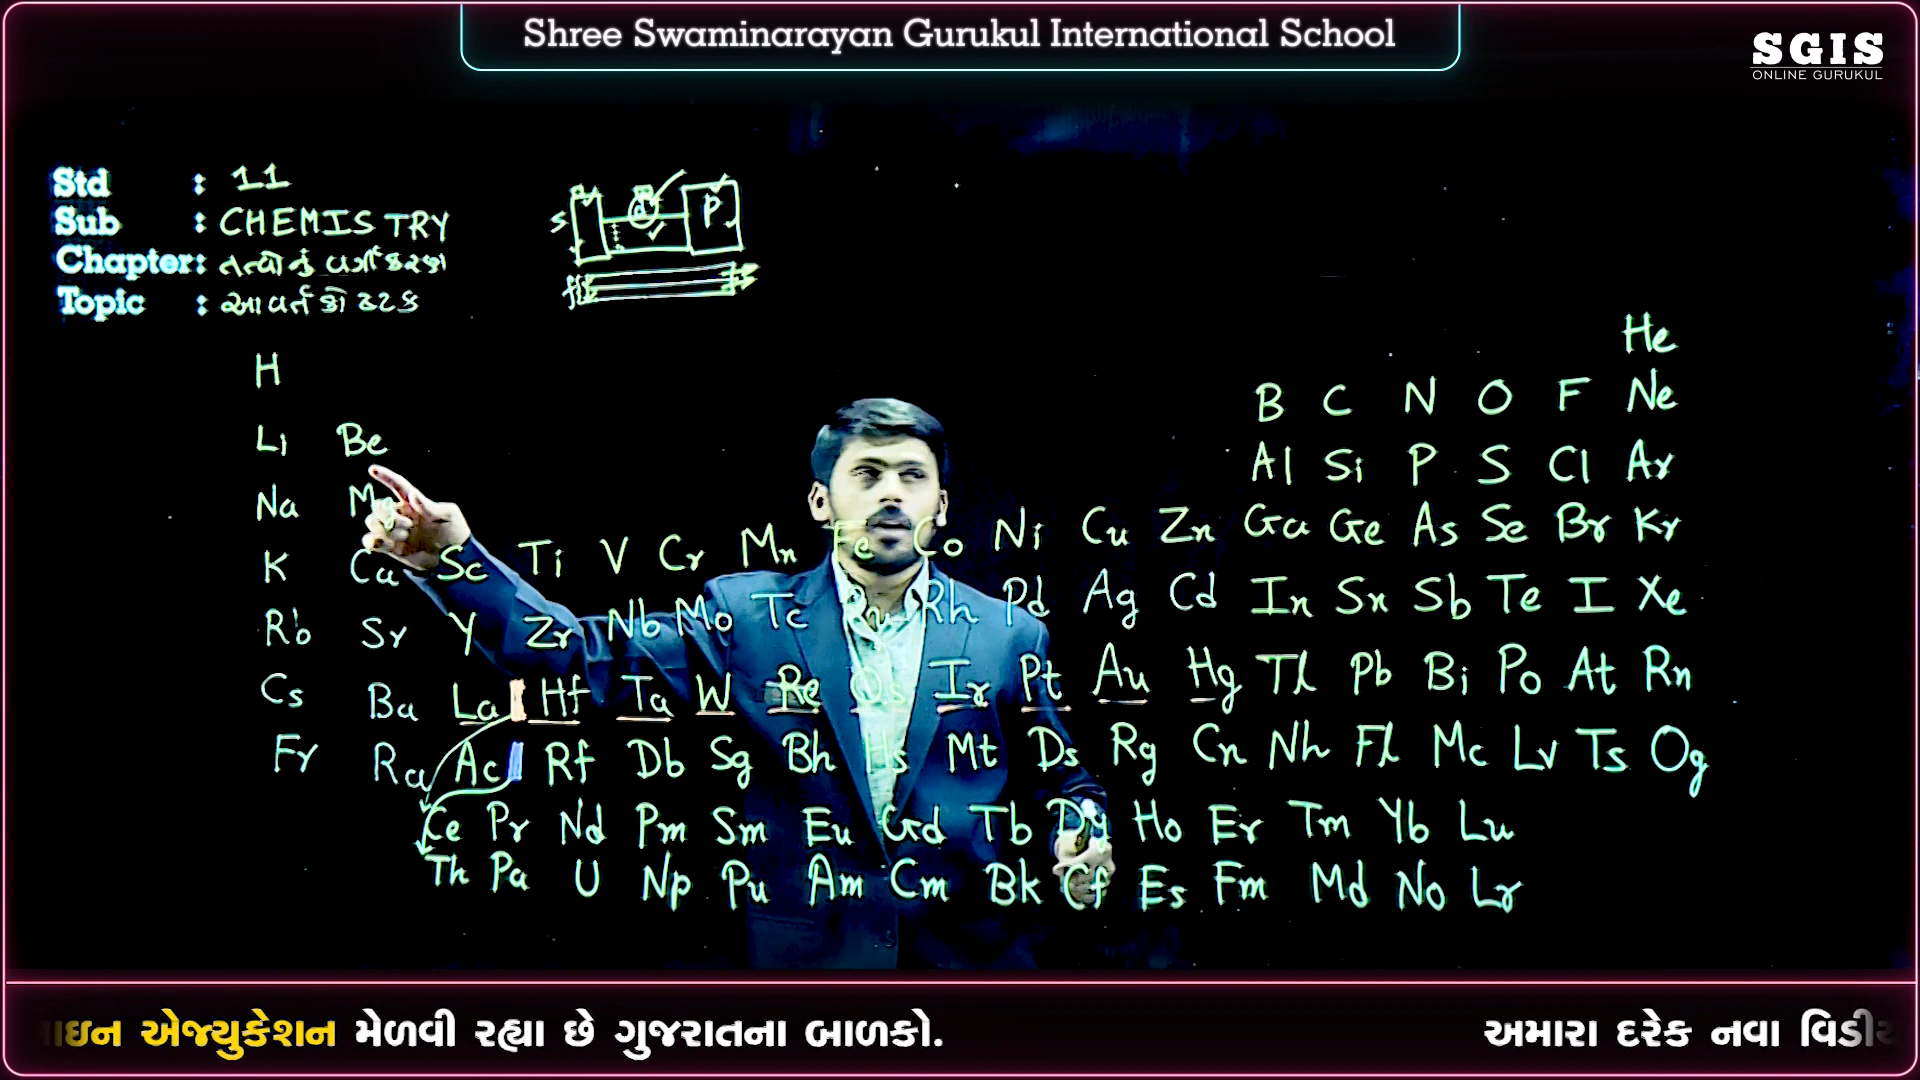 Shree Swaminarayan Gurukul International School
SGIS
ONLINE GURUKUL
Std : 11
Sub : CHEMISTRY
Chapter: તત્વોનું વર્ગીકરણ
Topic : આવર્ત કોષ્ટક
S d P
He
H B C N O F Ne
Li Be Al Si P S Cl Ar
Na Mg
K Ca Sc Ti V Cr Mn Fe Co Ni Cu Zn Ga Ge As Se Br Kr
Rb Sr Y Zr Nb Mo Tc Ru Rh Pd Ag Cd In Sn Sb Te I Xe
Cs Ba La Hf Ta W Re Os Ir Pt Au Hg Tl Pb Bi Po At Rn
Fr Ra Ac Rf Db Sg Bh Hs Mt Ds Rg Cn Nh Fl Mc Lv Ts Og
Ce Pr Nd Pm Sm Eu Gd Tb Dy Ho Er Tm Yb Lu
Th Pa U Np Pu Am Cm Bk Cf Es Fm Md No Lr
એજ્યુકેશન મેળવી રહ્યા છે ગુજરાતના બાળકો. અમારા દરેક નવા